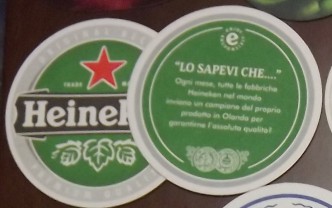 TRADE
Heinek
"LO SAPEVI CHE...."
Ogni mese, tutte le fabbriche
Heineken nel mondo
inviano un campione del proprio
prodotto in Olanda per
garantirne l'assoluta qualità?